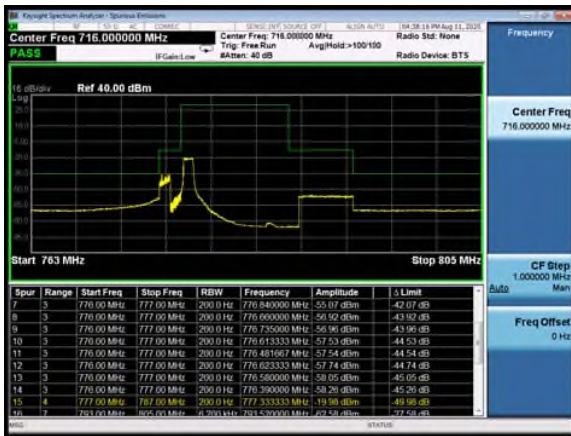 Keysight Spectrum Analyzer - Spurious Emissions
RF 50 Ω AC CORREC SENSE:INT SOURCE OFF ALIGN AUTO 04:38:16 PM Aug 11, 2020
Center Freq 716.000000 MHz
Center Freq: 716.000000 MHz
Radio Std: None
Trig: Free Run Avg|Hold:>100/100
PASS
IFGain:Low
#Atten: 40 dB
Radio Device: BTS
Ref 40.00 dBm
Log
Start 763 MHz
Stop 805 MHz
Spur Range Start Freq Stop Freq RBW Frequency Amplitude Δ Limit
3 776.00 MHz 777.00 MHz 200.0 Hz 776.840000 MHz -55.07 dBm -42.07 dB
8 3 776.00 MHz 777.00 MHz 200.0 Hz 776.660000 MHz -56.92 dBm -43.92 dB
9 3 776.00 MHz 777.00 MHz 200.0 Hz 776.735000 MHz -56.96 dBm -43.96 dB
10 3 776.00 MHz 777.00 MHz 200.0 Hz 776.613333 MHz -57.53 dBm -44.53 dB
11 3 776.00 MHz 777.00 MHz 200.0 Hz 776.481667 MHz -57.54 dBm -44.54 dB
12 3 776.00 MHz 777.00 MHz 200.0 Hz 776.623333 MHz -57.74 dBm -44.74 dB
13 3 776.00 MHz 777.00 MHz 200.0 Hz 776.580000 MHz -58.05 dBm -45.05 dB
14 3 776.00 MHz 777.00 MHz 200.0 Hz 776.390000 MHz -58.26 dBm -45.26 dB
15 4 777.00 MHz 787.00 MHz 200.0 Hz 777.333333 MHz -19.98 dBm -49.98 dB
16 7 793.00 MHz 805.00 MHz 6.200 kHz 793.520000 MHz -62.58 dBm -27.58 dB
MSG
STATUS
Frequency
Center Freq
716.000000 MHz
CF Step
1.000000 MHz
Auto Man
Freq Offset
0 Hz